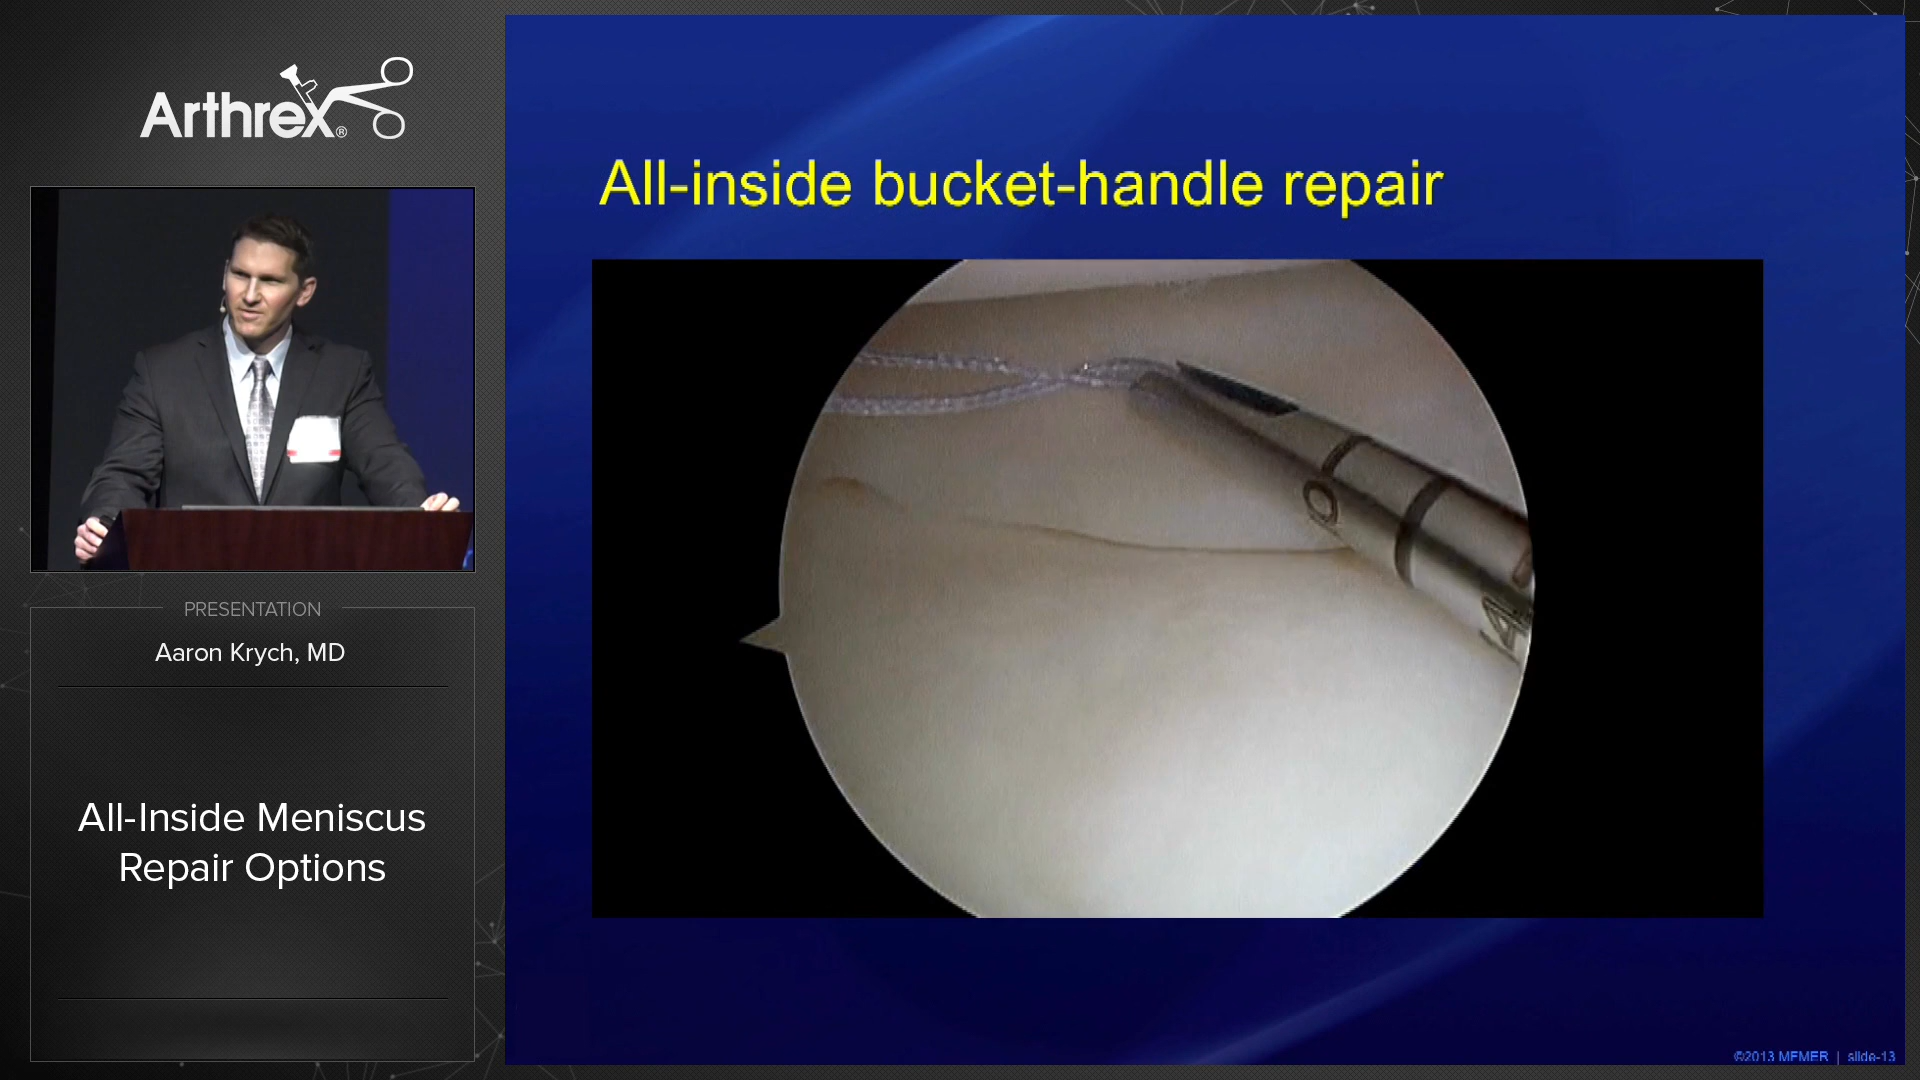 Arthrex®
PRESENTATION
Aaron Krych, MD
All-Inside Meniscus
Repair Options
All-inside bucket-handle repair
©2013 MFMER | slide-13